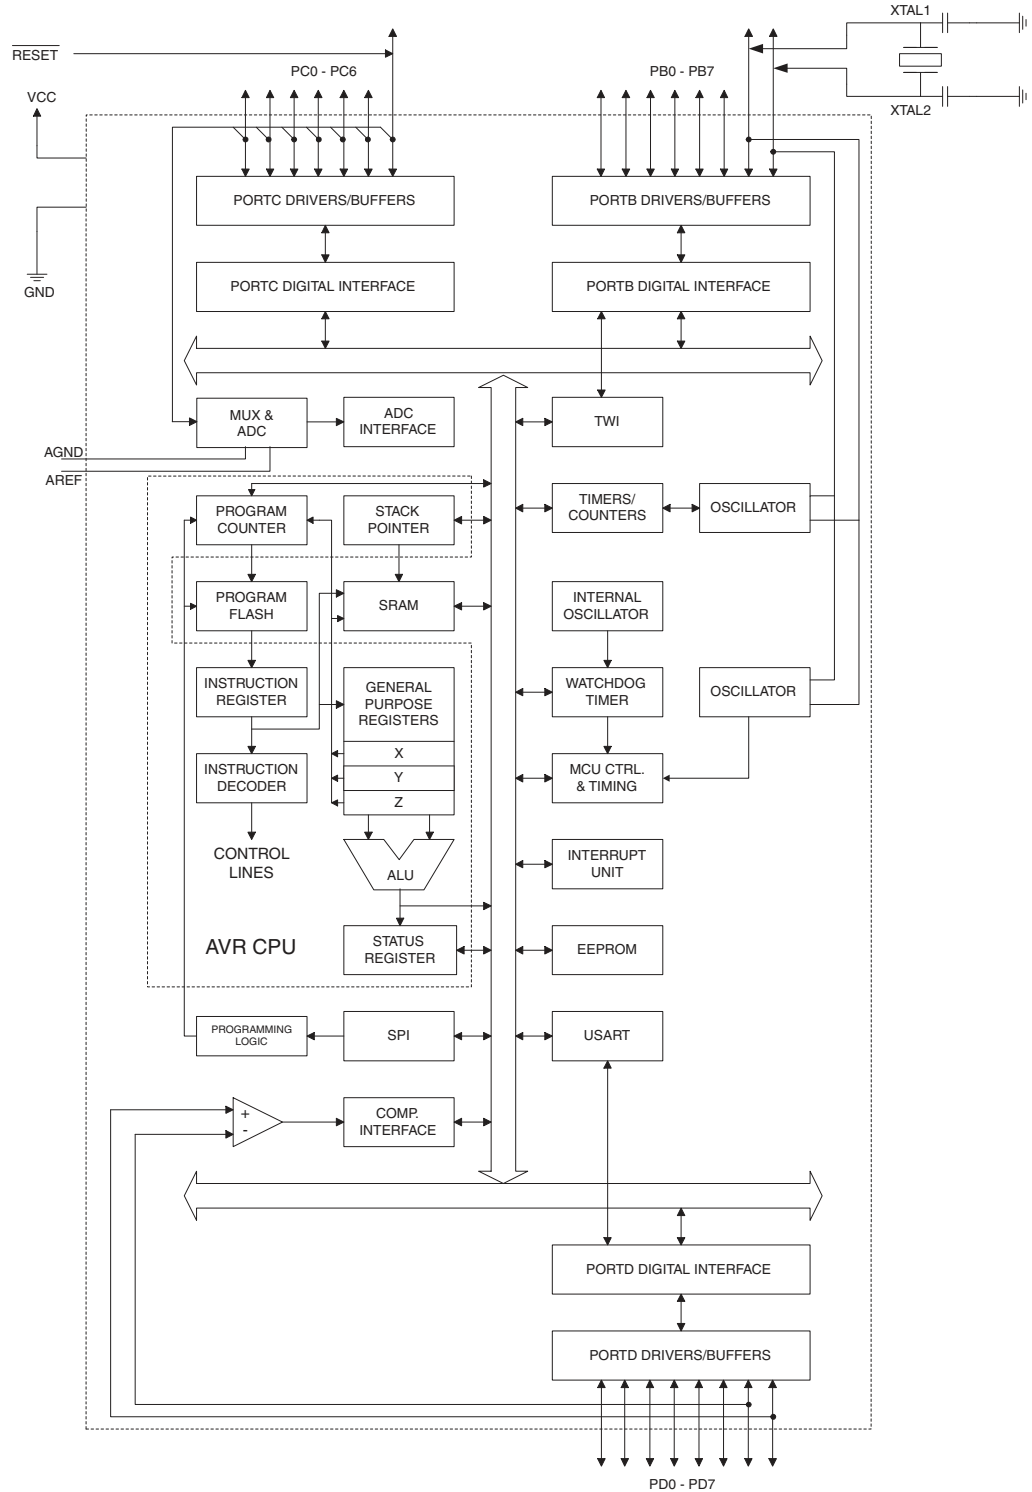 XTAL1
RESET
PC0 - PC6
PB0 - PB7
VCC
XTAL2
PORTC DRIVERS/BUFFERS
PORTB DRIVERS/BUFFERS
GND
PORTC DIGITAL INTERFACE
PORTB DIGITAL INTERFACE
MUX &
ADC
ADC
INTERFACE
TWI
AGND
AREF
PROGRAM
COUNTER
STACK
POINTER
TIMERS/
COUNTERS
OSCILLATOR
PROGRAM
FLASH
SRAM
INTERNAL
OSCILLATOR
INSTRUCTION
REGISTER
GENERAL
PURPOSE
REGISTERS
WATCHDOG
TIMER
OSCILLATOR
X
INSTRUCTION
DECODER
Y
Z
MCU CTRL.
& TIMING
CONTROL
LINES
ALU
INTERRUPT
UNIT
AVR CPU
STATUS
REGISTER
EEPROM
PROGRAMMING
LOGIC
SPI
USART
+
-
COMP.
INTERFACE
PORTD DIGITAL INTERFACE
PORTD DRIVERS/BUFFERS
PD0 - PD7